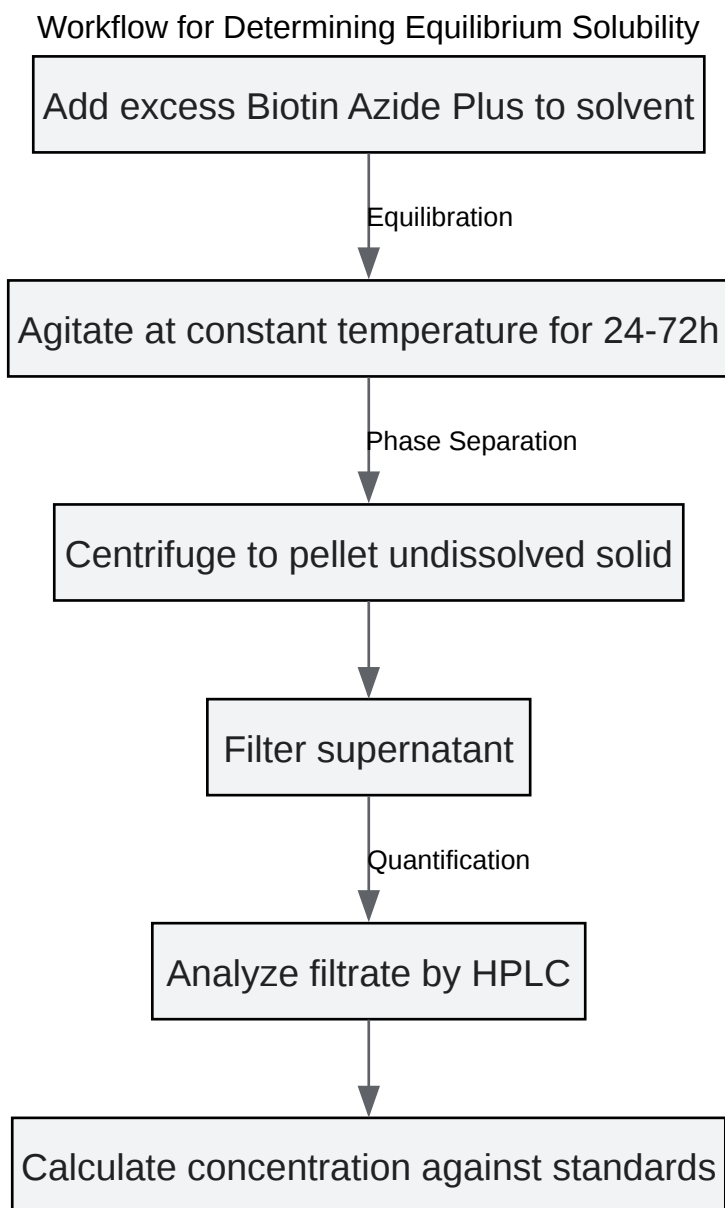 Workflow for Determining Equilibrium Solubility
Add excess Biotin Azide Plus to solvent
Equilibration
Agitate at constant temperature for 24-72h
Phase Separation
Centrifuge to pellet undissolved solid
Filter supernatant
Quantification
Analyze filtrate by HPLC
Calculate concentration against standards